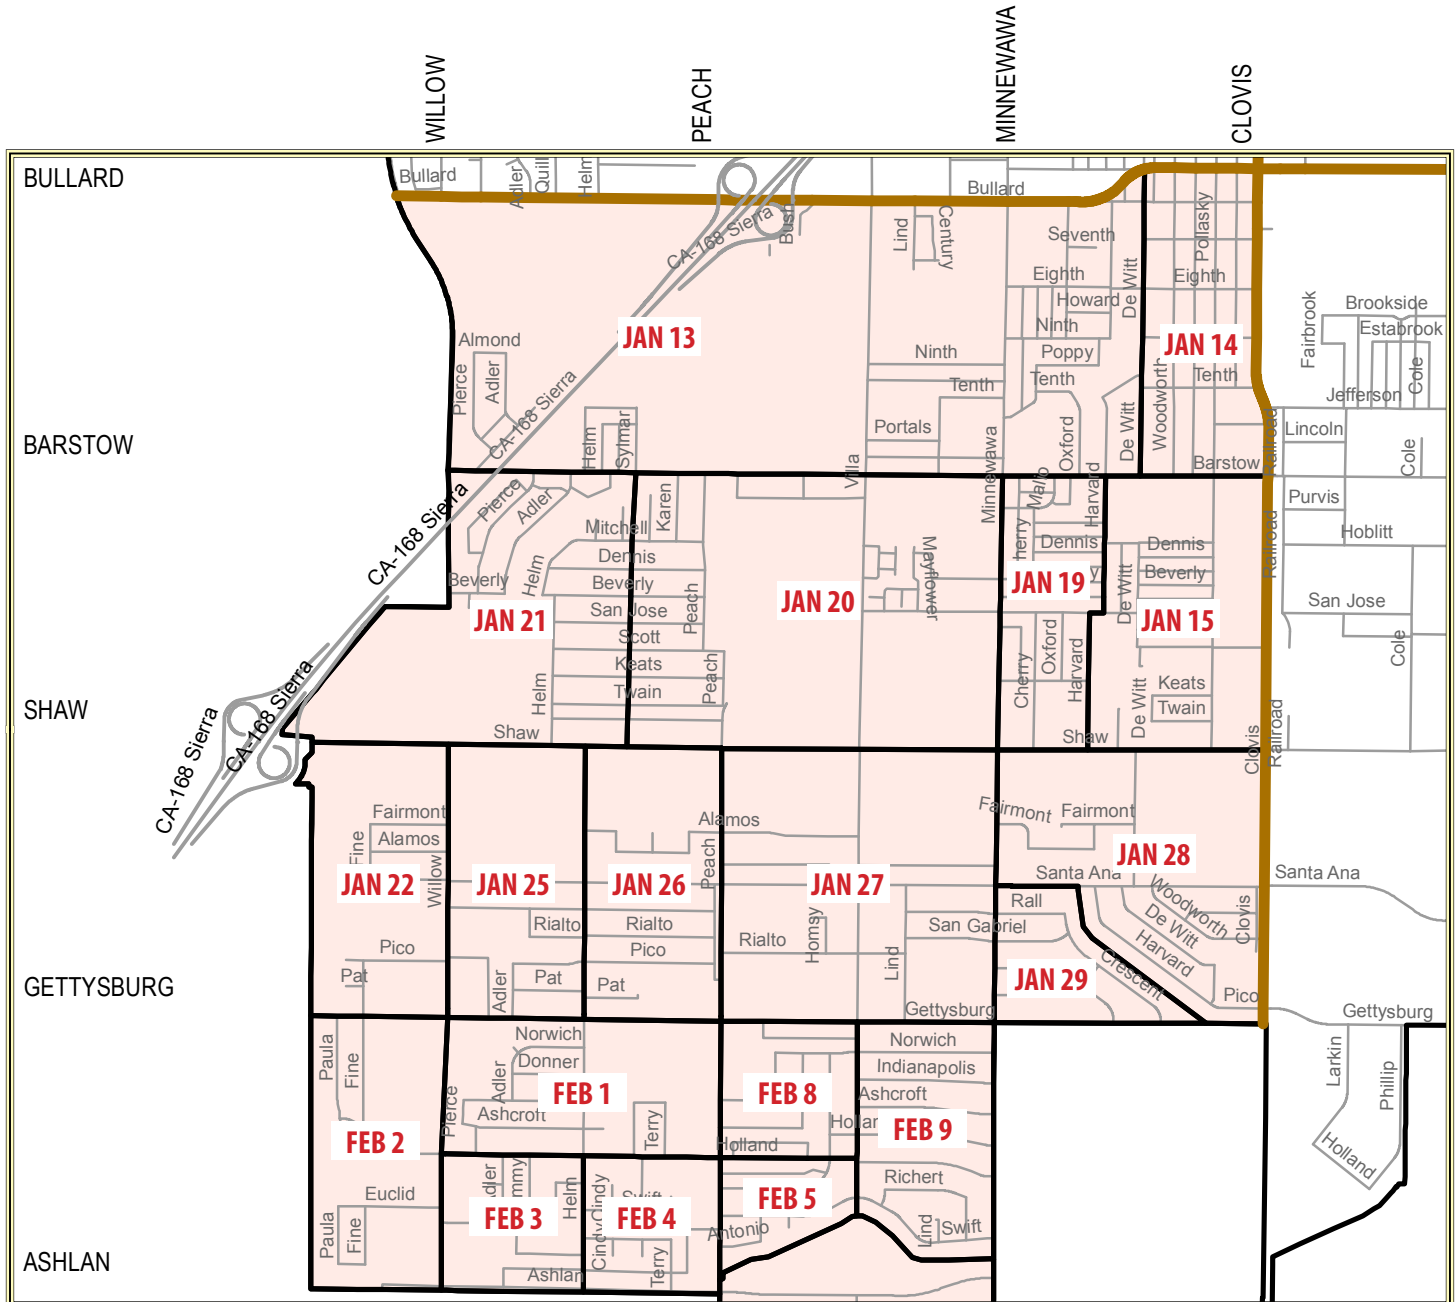 WILLOW
PEACH
MINNEWAWA
CLOVIS
BULLARD
Bullard
Adler
Quill
Helm
Bush
CA-168 Sierra
Bullard
Lind
Century
Seventh
Pollasky
Eighth
De Witt
Eighth
Howard
Ninth
Poppy
Fairbrook
Brookside
Estabrook
Cole
Jefferson
JAN 13
JAN 14
Almond
Pierce
Adler
CA-168 Sierra
Ninth
Tenth
Tenth
Woodworth
Tenth
BARSTOW
Helm
Sylmar
Portals
Villa
Minnewawa
Oxford
De Witt
Barstow
Railroad
Lincoln
Cole
CA-168 Sierra
Pierce
Adler
Karen
Mitchell
Malio
Harvard
Purvis
Hoblitt
Railroad
Dennis
Mayflower
Dennis
Dennis
Beverly
Helm
Beverly
Beverly
JAN 21
JAN 20
JAN 19
JAN 15
San Jose
Peach
De Witt
San Jose
Scott
Keats
Peach
Twain
Helm
Cherry
Oxford
Harvard
De Witt
Keats
Twain
Cole
SHAW
Shaw
Shaw
Clovis
Railroad
CA-168 Sierra
CA-168 Sierra
Fairmont
Alamos
Fine
Willow
Alamos
Peach
Fairmont
Fairmont
JAN 28
JAN 22
JAN 25
JAN 26
JAN 27
Santa Ana
Santa Ana
Rall
Woodworth
De Witt
Clovis
Rialto
Rialto
Rialto
Homsy
San Gabriel
Harvard
Pico
Pico
Lind
Crescent
Pat
Adler
Pat
Pat
JAN 29
Pico
GETTYSBURG
Gettysburg
Gettysburg
Paula
Fine
Norwich
Donner
Adler
Norwich
Indianapolis
Larkin
Phillip
FEB 1
FEB 8
Pierce
Ashcroft
Terry
Ashcroft
FEB 2
Holland
FEB 9
Holland
Euclid
Helm
Cindy
Richert
FEB 3
FEB 4
FEB 5
Paula
Fine
Cindy
Antonio
Lind
Swift
ASHLAN
Ashlan
Terry